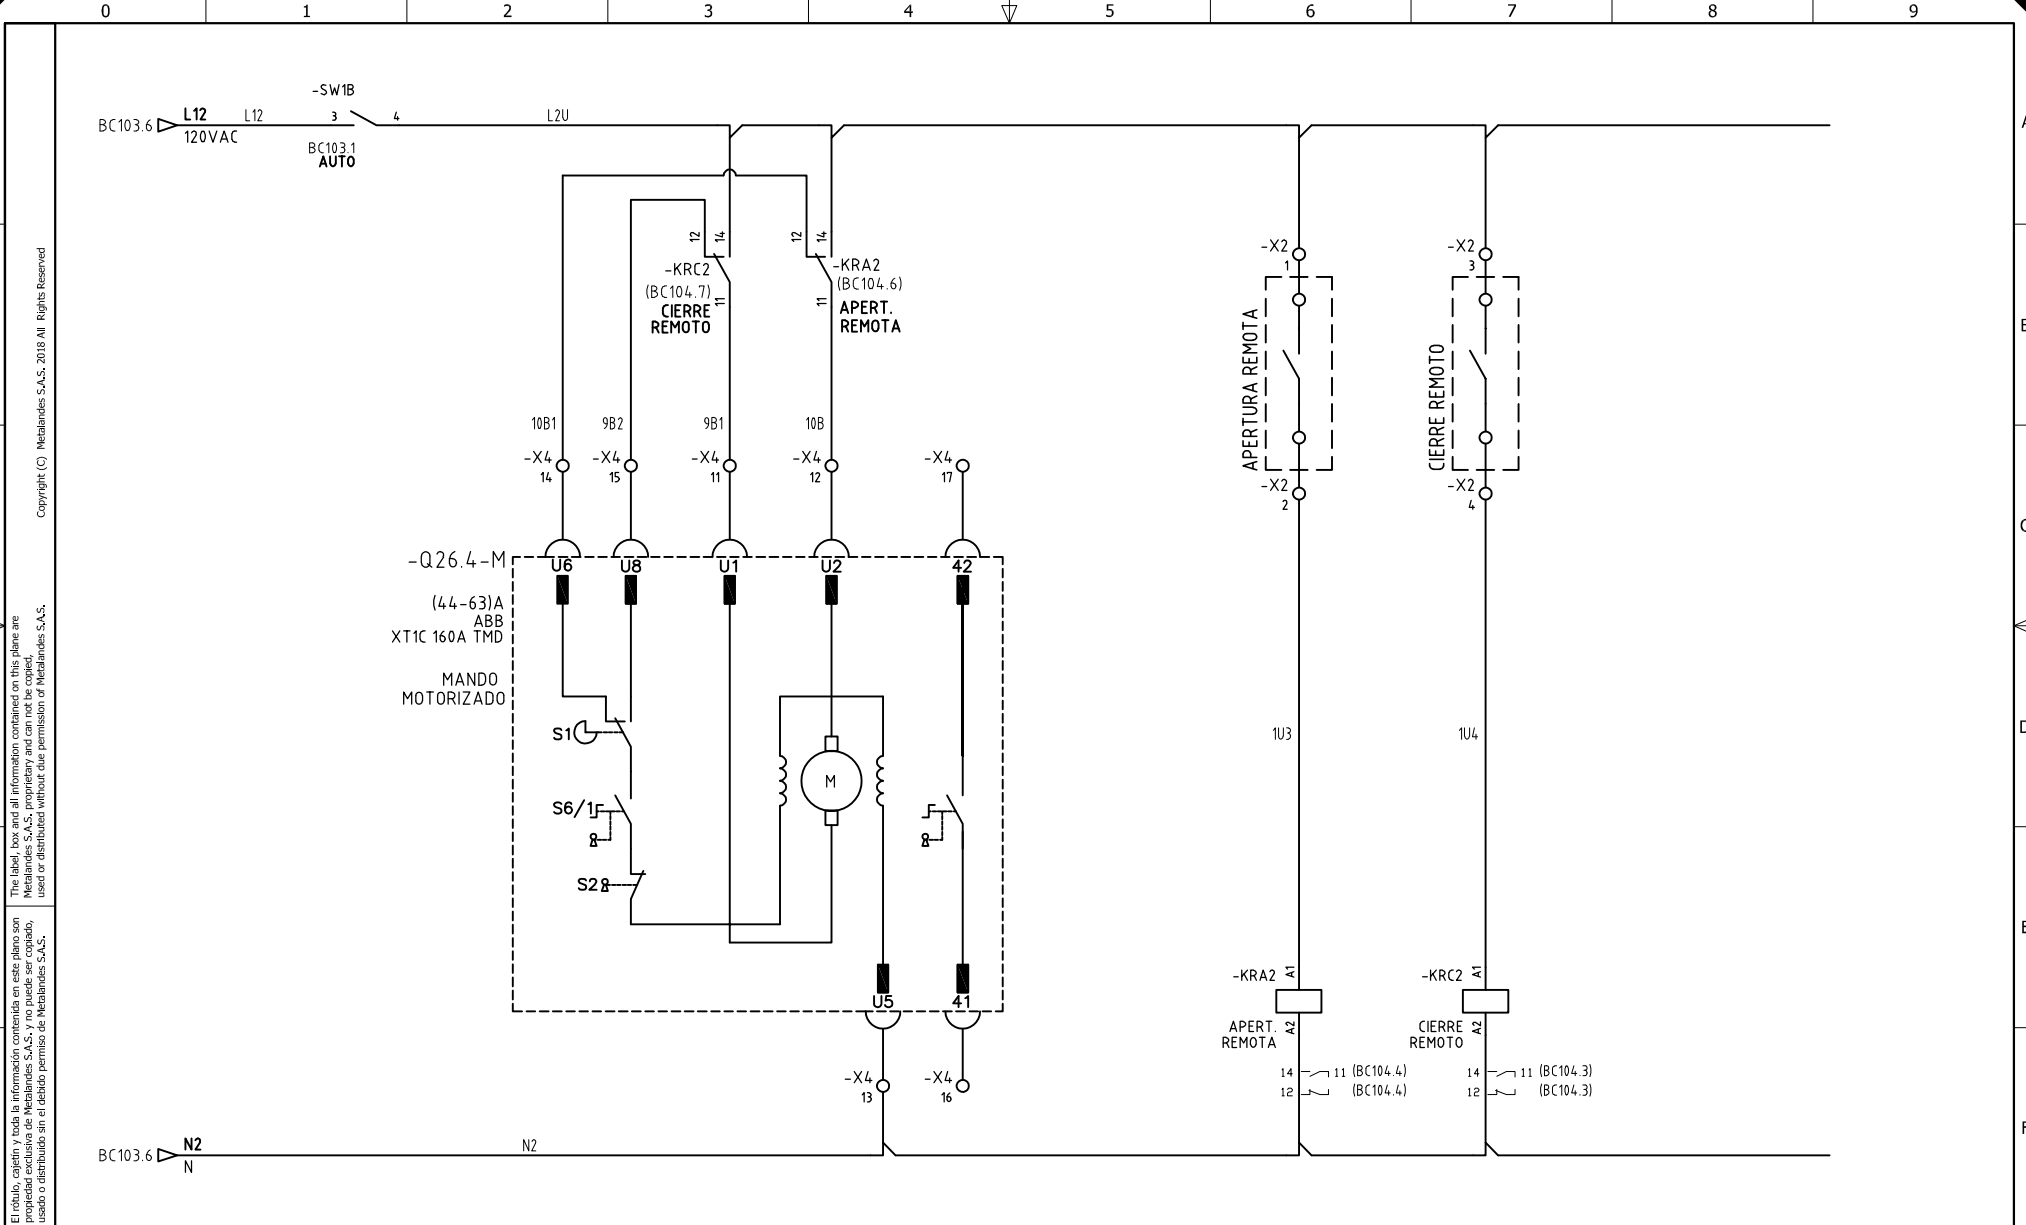 0 1 2 3 4 5 6 7 8 9
-SW1B
BC103.6 L12 L12 3 4 L2U
120VAC
BC103.1
AUTO
12 14 12 14
-KRC2 -KRA2
(BC104.7) 11 (BC104.6) 11
CIERRE
REMOTO
APERT.
REMOTA
-X2
1
-X2
3
APERTURA REMOTA
CIERRE REMOTO
10B1 9B2 9B1 10B
-X4 -X4 -X4 -X4 -X4
14 15 11 12 17
-X2
2
-X2
4
-Q26.4-M U6 U8 U1 U2 42
(44-63)A
ABB
XT1C 160A TMD
MANDO
MOTORIZADO
S1
1U3 1U4
M
S6/1
S2
-KRA2 A1 -KRC2 A1
U5 41
APERT.
REMOTA
A2
CIERRE
REMOTO
A2
14 11 (BC104.4) 14 11 (BC104.3)
12 (BC104.4) 12 (BC104.3)
-X4 -X4
13 16
BC103.6 N2 N2
N
Copyright (C) Metalandes S.A.S. 2018 All Rights Reserved
The label, box and all information contained on this plane are
Metalandes S.A.S. proprietary and can not be copied,
used or distributed without due permission of Metalandes S.A.S.
El rótulo, cajetín y toda la información contenida en este plano son
propiedad exclusiva de Metalandes S.A.S. y no puede ser copiado,
usado o distribuido sin el debido permiso de Metalandes S.A.S.